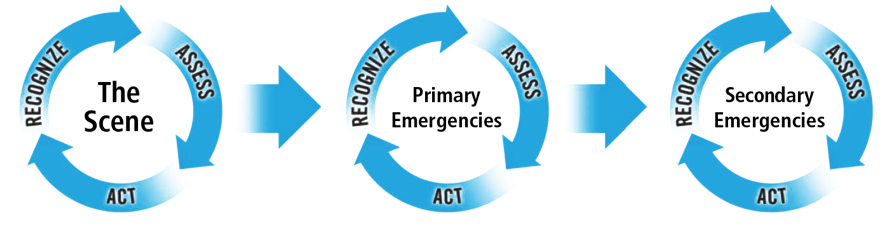 RECOGNIZE
ASSESS
ACT
The
Scene
RECOGNIZE
ASSESS
ACT
Primary
Emergencies
RECOGNIZE
ASSESS
ACT
Secondary
Emergencies